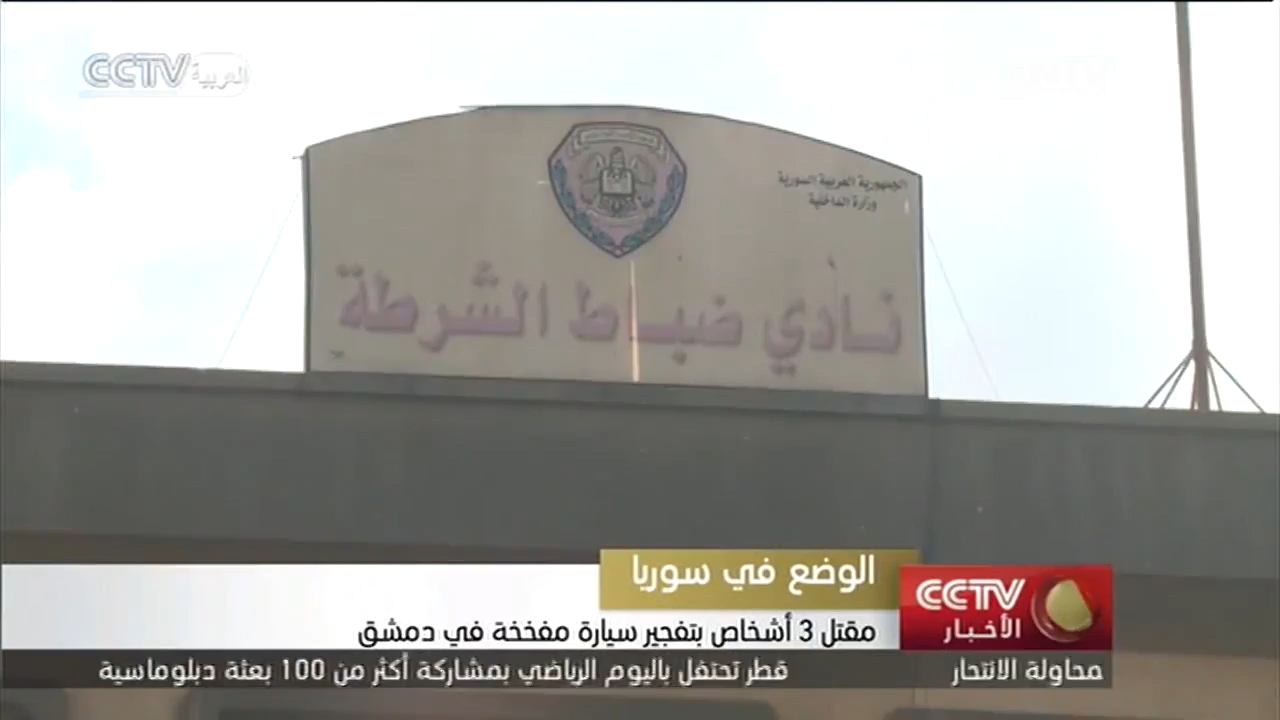 CCTV العربية
الجمهورية العربية السورية
وزارة الداخلية
نادي ضباط الشرطة
الوضع في سوريا
مقتل 3 أشخاص بتفجير سيارة مفخخة في دمشق
CCTV
الأخبار
محاولة الانتحار
قطر تحتفل باليوم الرياضي بمشاركة أكثر من 100 بعثة دبلوماسية